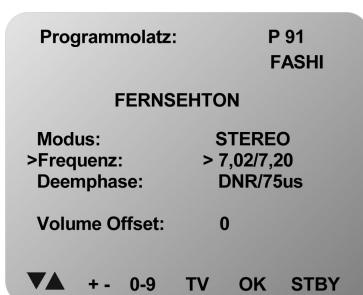 Programmolatz: P 91
FASHI
FERNSEHTON
Modus: STEREO
>Frequenz: > 7,02/7,20
Deemphase: DNR/75us
Volume Offset: 0
▼▲ + - 0-9 TV OK STBY